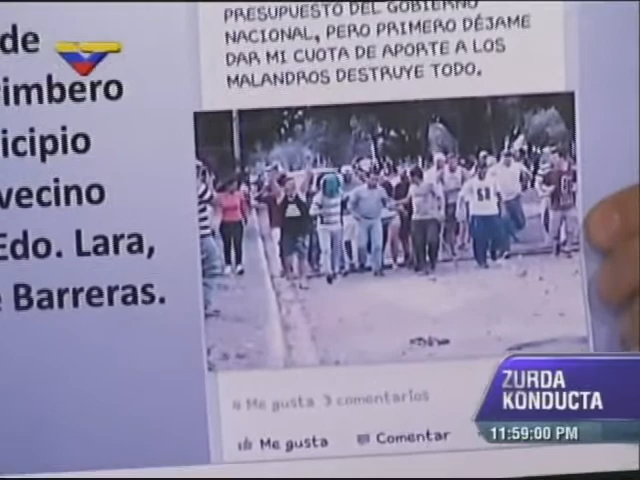 de
imbero
icipio
vecino
Edo. Lara,
e Barreras.
PRESUPUESTO DEL GOBIERNO
NACIONAL, PERO PRIMERO DÉJAME
DAR MI CUOTA DE APORTE A LOS
MALANDROS DESTRUYE TODO.
Me gusta 3 comentarios
Me gusta Comentar
ZURDA
KONDUCTA
11:59:00 PM